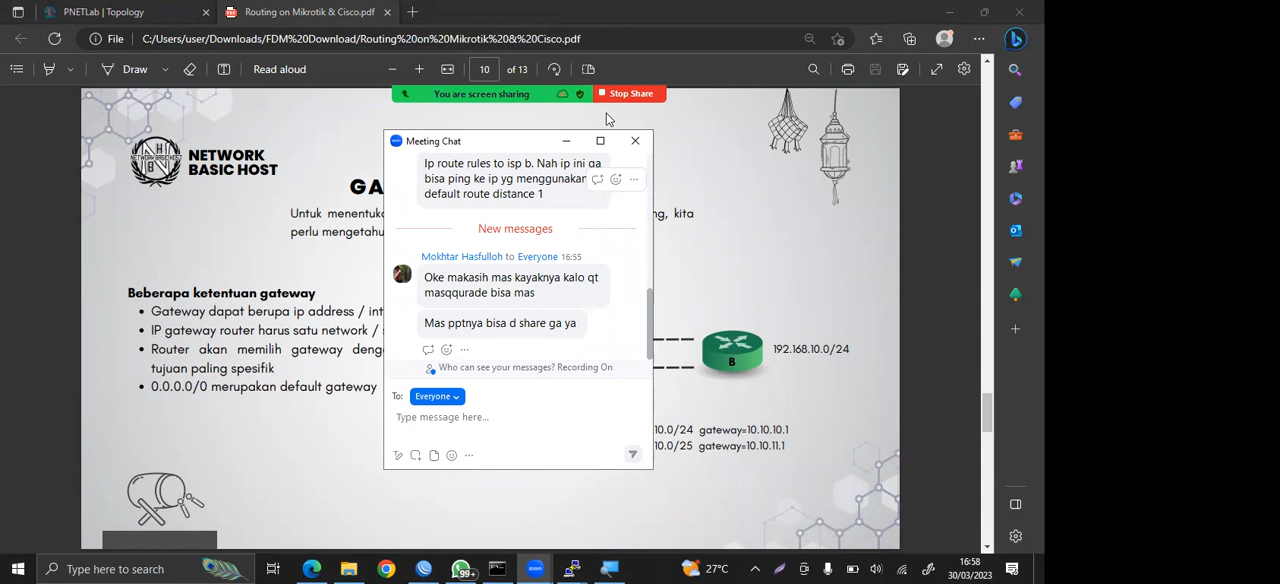 PNETLab | Topology
Routing on Mikrotik & Cisco.pdf
File
C:/Users/user/Downloads/FDM%20Download/Routing%20on%20Mikrotik%20&%20Cisco.pdf
Draw
Read aloud
10 of 13
You are screen sharing
Stop Share
NETWORK BASIC HOST
NETWORK
BASIC HOST
GA
Untuk menentuka
ng, kita
perlu mengetahu
Beberapa ketentuan gateway
• Gateway dapat berupa ip address / int
• IP gateway router harus satu network / s
• Router akan memilih gateway denga
tujuan paling spesifik
• 0.0.0.0/0 merupakan default gateway
Meeting Chat
Ip route rules to isp b. Nah ip ini ga
bisa ping ke ip yg menggunakan
default route distance 1
New messages
Mokhtar Hasfulloh to Everyone 16:55
Oke makasih mas kayaknya kalo qt
masqqurade bisa mas
Mas pptnya bisa d share ga ya
Who can see your messages? Recording On
To: Everyone
Type message here...
B
192.168.10.0/24
10.0/24 gateway=10.10.10.1
10.0/25 gateway=10.10.11.1
Type here to search
zoom
99+
27°C
16:58
30/03/2023